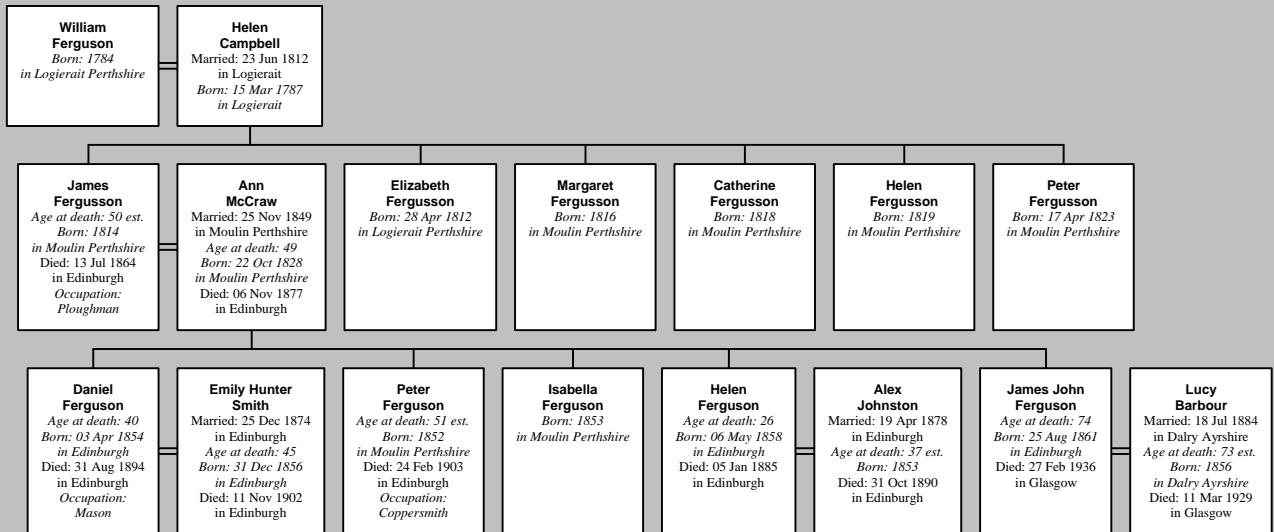 William
Ferguson
Born: 1784
in Logierait Perthshire
Helen
Campbell
Married: 23 Jun 1812
in Logierait
Born: 15 Mar 1787
in Logierait
James
Fergusson
Age at death: 50 est.
Born: 1814
in Moulin Perthshire
Died: 13 Jul 1864
in Edinburgh
Occupation:
Ploughman
Ann
McCraw
Married: 25 Nov 1849
in Moulin Perthshire
Age at death: 49
Born: 22 Oct 1828
in Moulin Perthshire
Died: 06 Nov 1877
in Edinburgh
Elizabeth
Fergusson
Born: 28 Apr 1812
in Logierait Perthshire
Margaret
Fergusson
Born: 1816
in Moulin Perthshire
Catherine
Fergusson
Born: 1818
in Moulin Perthshire
Helen
Fergusson
Born: 1819
in Moulin Perthshire
Peter
Fergusson
Born: 17 Apr 1823
in Moulin Perthshire
Daniel
Ferguson
Age at death: 40
Born: 03 Apr 1854
in Edinburgh
Died: 31 Aug 1894
in Edinburgh
Occupation:
Mason
Emily Hunter
Smith
Married: 25 Dec 1874
in Edinburgh
Age at death: 45
Born: 31 Dec 1856
in Edinburgh
Died: 11 Nov 1902
in Edinburgh
Peter
Ferguson
Age at death: 51 est.
Born: 1852
in Moulin Perthshire
Died: 24 Feb 1903
in Edinburgh
Occupation:
Coppersmith
Isabella
Ferguson
Born: 1853
in Moulin Perthshire
Helen
Ferguson
Age at death: 26
Born: 06 May 1858
in Edinburgh
Died: 05 Jan 1885
in Edinburgh
Alex
Johnston
Married: 19 Apr 1878
in Edinburgh
Age at death: 37 est.
Born: 1853
Died: 31 Oct 1890
in Edinburgh
James John
Ferguson
Age at death: 74
Born: 25 Aug 1861
in Edinburgh
Died: 27 Feb 1936
in Glasgow
Lucy
Barbour
Married: 18 Jul 1884
in Dalry Ayrshire
Age at death: 73 est.
Born: 1856
in Dalry Ayrshire
Died: 11 Mar 1929
in Glasgow